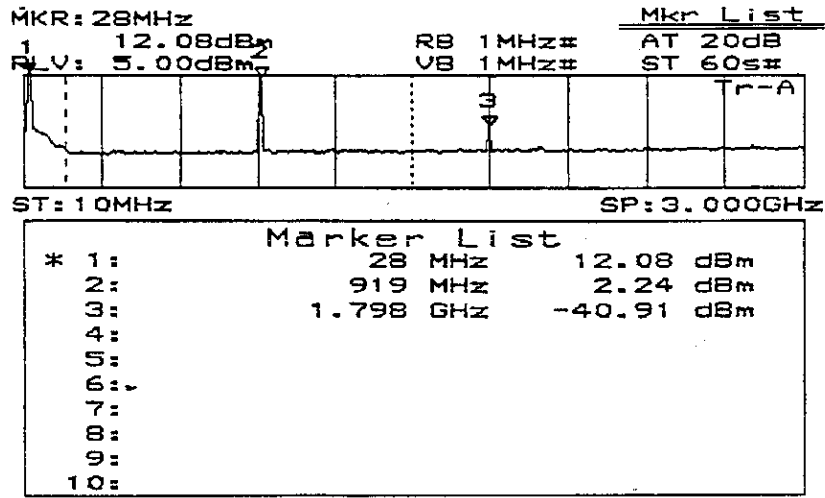 MKR:28MHz Mkr List
12.08dBm RB 1MHz# AT 20dB
RLV: 5.00dBm VB 1MHz# ST 60s#
1
2
Tr-A
3
ST:10MHz SP:3.000GHz
Marker List
* 1: 28 MHz 12.08 dBm
2: 919 MHz 2.24 dBm
3: 1.798 GHz -40.91 dBm
4:
5:
6:
7:
8:
9:
10: